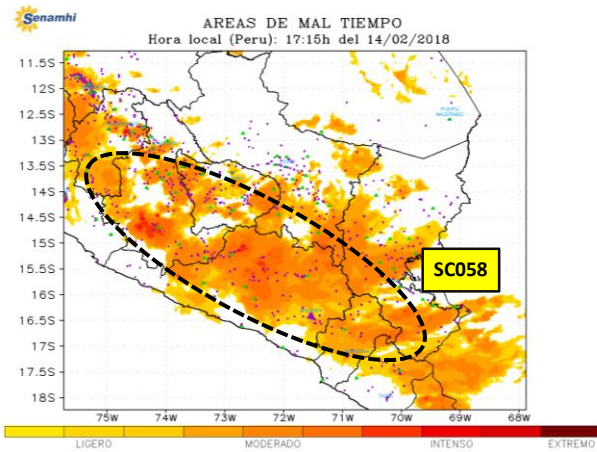 Senamhi
AREAS DE MAL TIEMPO
Hora local (Peru): 17:15h del 14/02/2018
11.5S
12S
12.5S
13S
13.5S
14S
14.5S
15S
15.5S
16S
16.5S
17S
17.5S
18S
PUERTO
MALDONADO
SC058
75W 74W 73W 72W 71W 70W 69W 68W
LIGERO MODERADO INTENSO EXTREMO